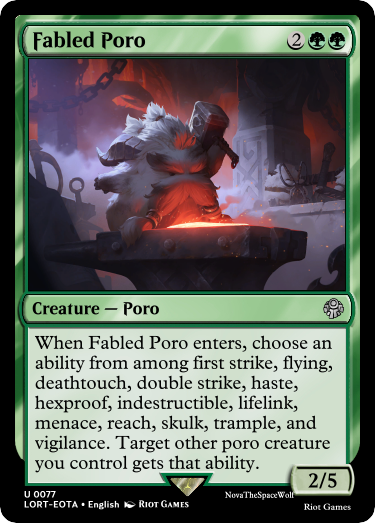 Fabled Poro 2
Creature — Poro
When Fabled Poro enters, choose an
ability from among first strike, flying,
deathtouch, double strike, haste,
hexproof, indestructible, lifelink,
menace, reach, skulk, trample, and
vigilance. Target other poro creature
you control gets that ability.
2/5
U 0077
LORT-EOTA • English Riot Games
NovaTheSpaceWolf
Riot Games